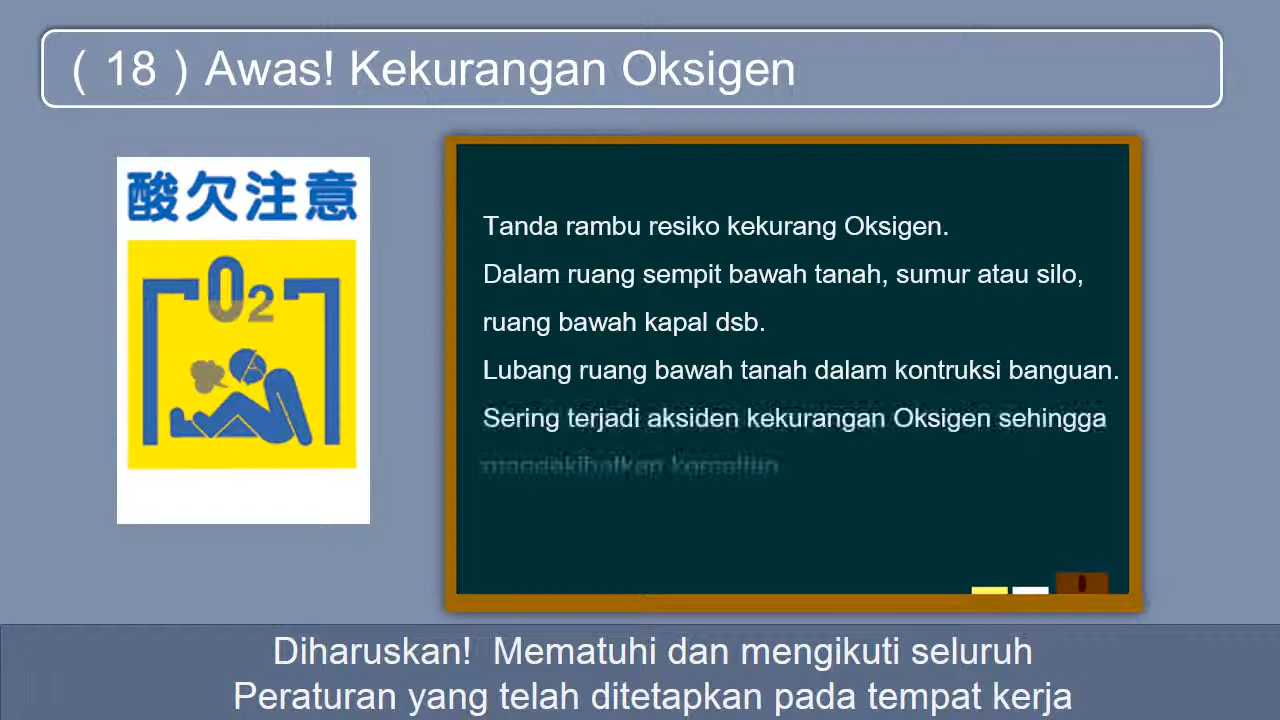 ( 18 ) Awas! Kekurangan Oksigen
酸欠注意
O2
Tanda rambu resiko kekurang Oksigen.
Dalam ruang sempit bawah tanah, sumur atau silo,
ruang bawah kapal dsb.
Lubang ruang bawah tanah dalam kontruksi banguan.
Sering terjadi aksiden kekurangan Oksigen sehingga
Diharuskan! Mematuhi dan mengikuti seluruh
Peraturan yang telah ditetapkan pada tempat kerja